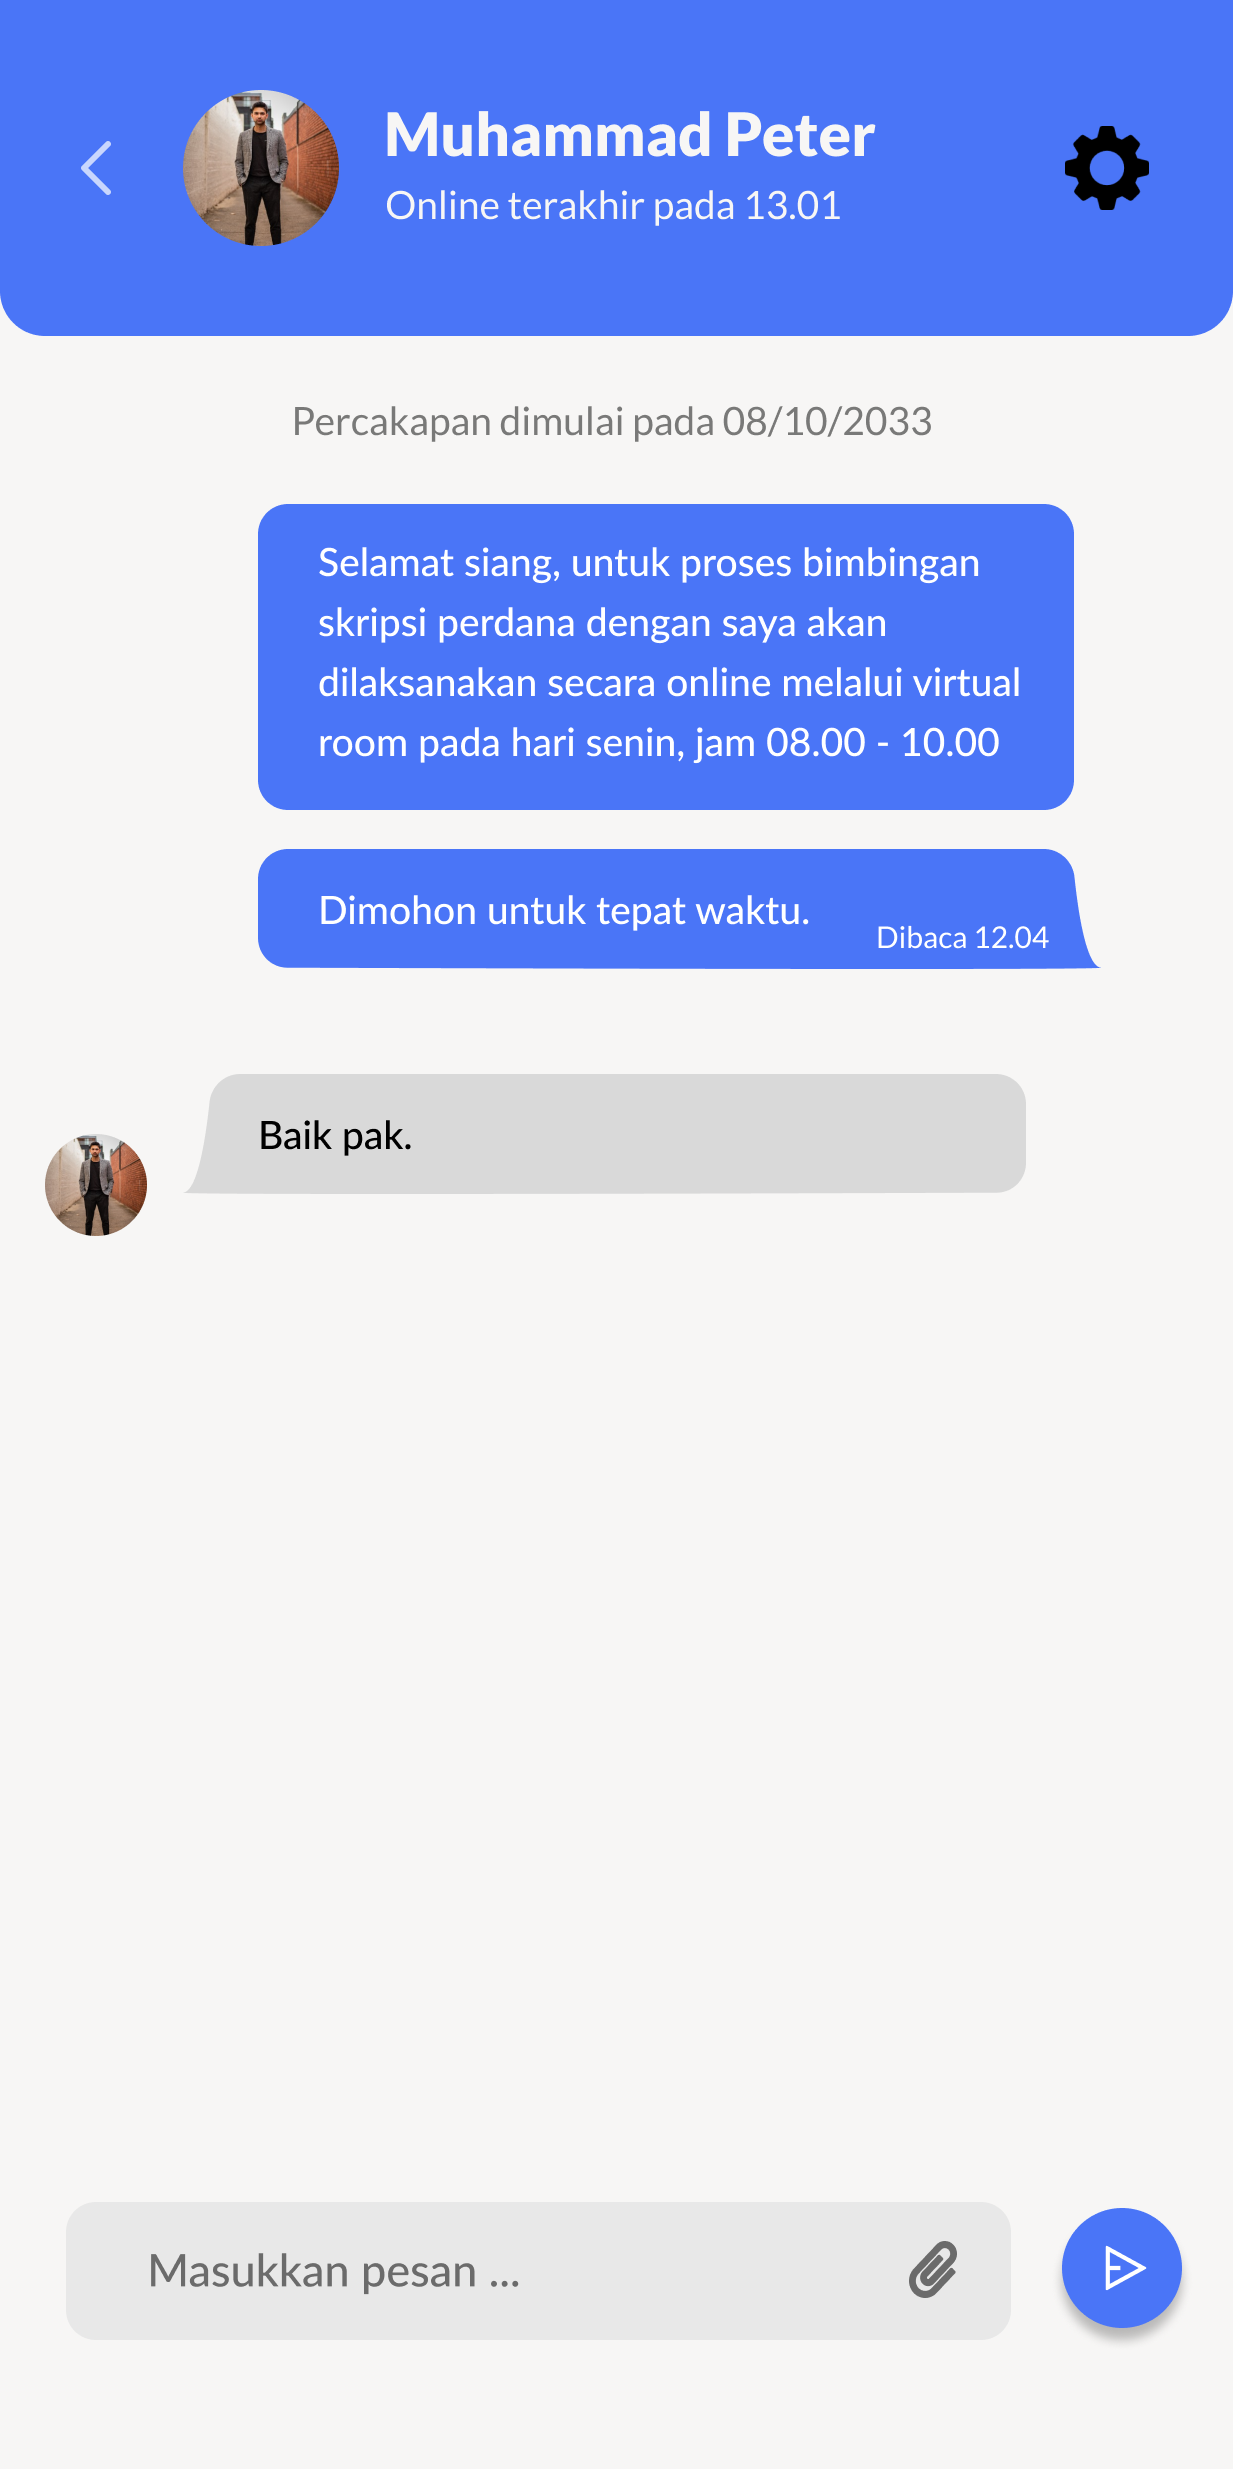 Muhammad Peter
Online terakhir pada 13.01
Percakapan dimulai pada 08/10/2033
Selamat siang, untuk proses bimbingan
skripsi perdana dengan saya akan
dilaksanakan secara online melalui virtual
room pada hari senin, jam 08.00 - 10.00
Dimohon untuk tepat waktu.
Dibaca 12.04
Baik pak.
Masukkan pesan ...